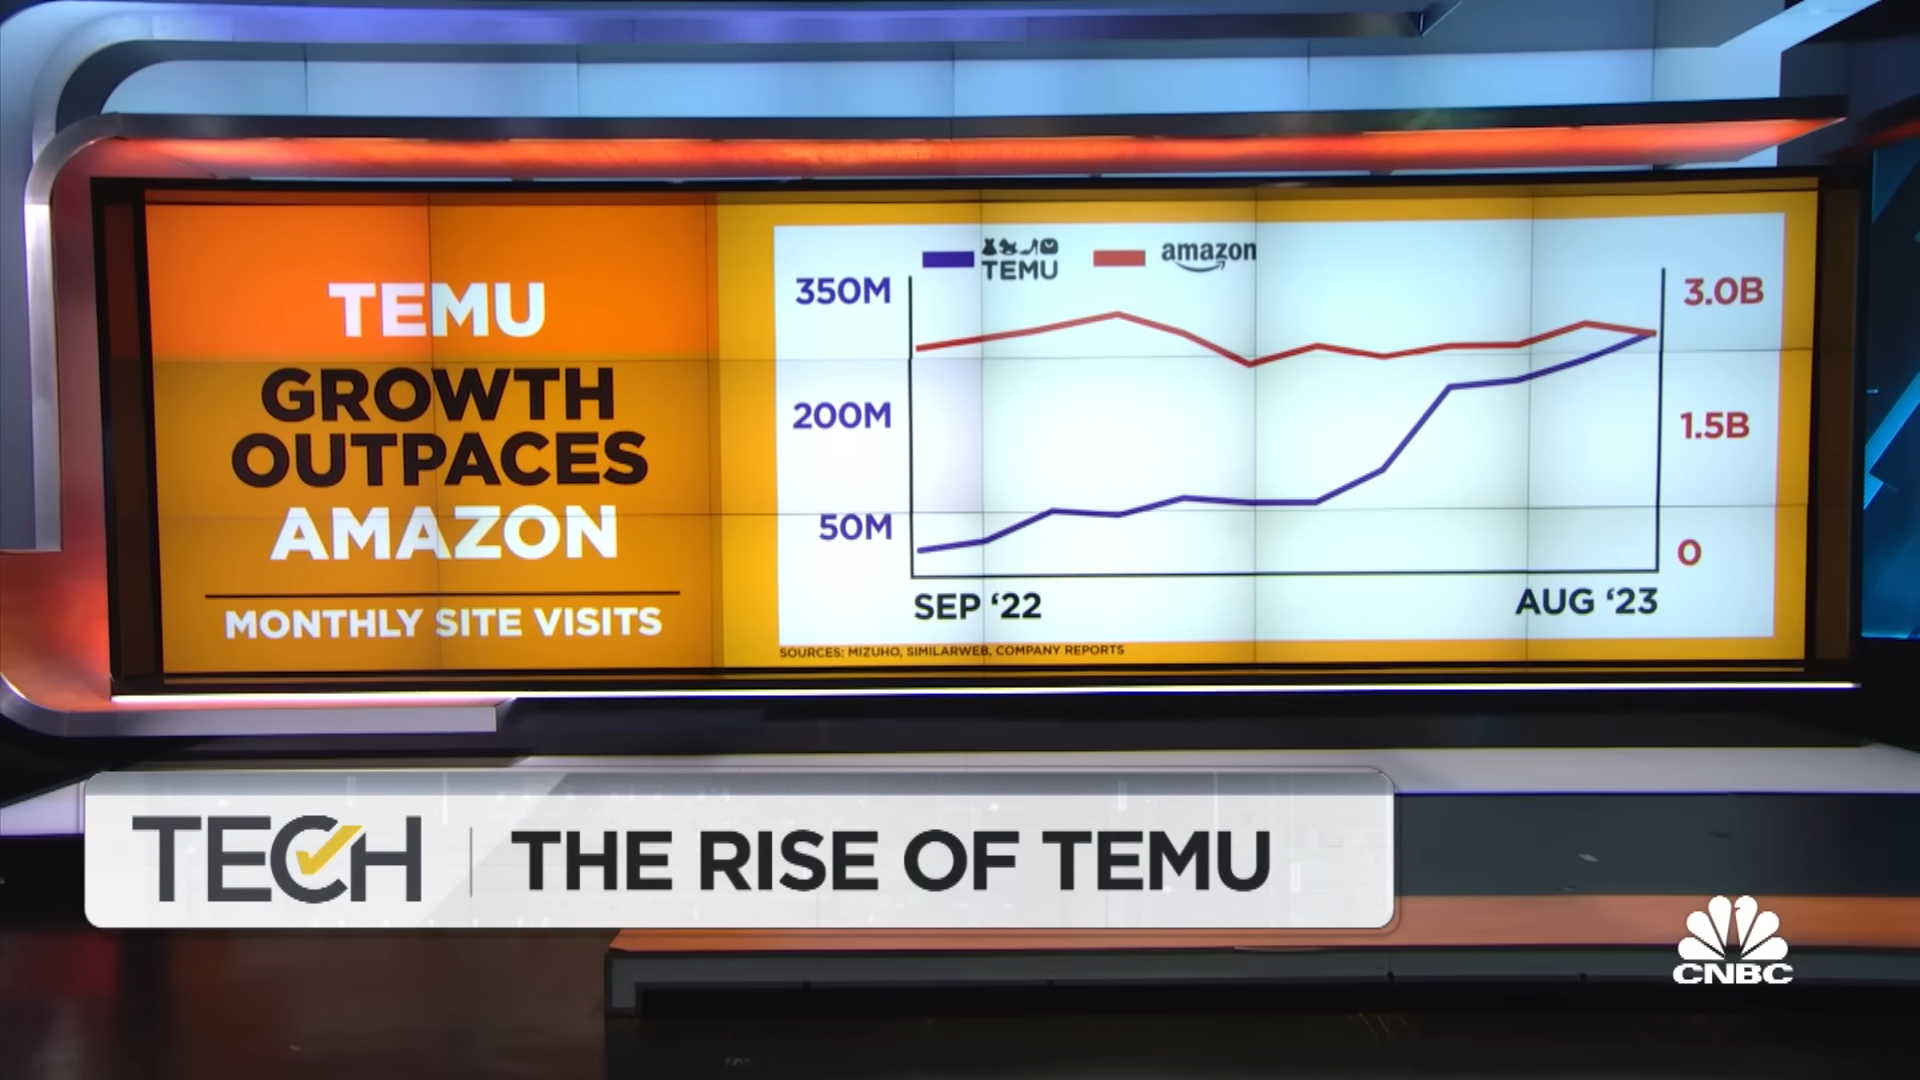 TEMU
GROWTH
OUTPACES
AMAZON
MONTHLY SITE VISITS
TEMU
amazon
350M
200M
50M
3.0B
1.5B
0
SEP ‘22
AUG ‘23
SOURCES: MIZUHO, SIMILARWEB, COMPANY REPORTS
TECH
THE RISE OF TEMU
CNBC